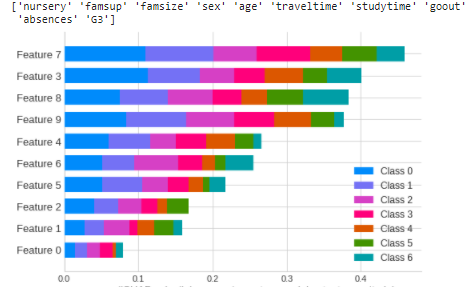 ['nursery' 'famsup' 'famsize' 'sex' 'age' 'traveltime' 'studytime' 'goout'
'absences' 'G3']
Feature 7
Feature 3
Feature 8
Feature 9
Feature 4
Feature 6
Feature 5
Feature 2
Feature 1
Feature 0
Class 0
Class 1
Class 2
Class 3
Class 4
Class 5
Class 6
0.0 0.1 0.2 0.3 0.4